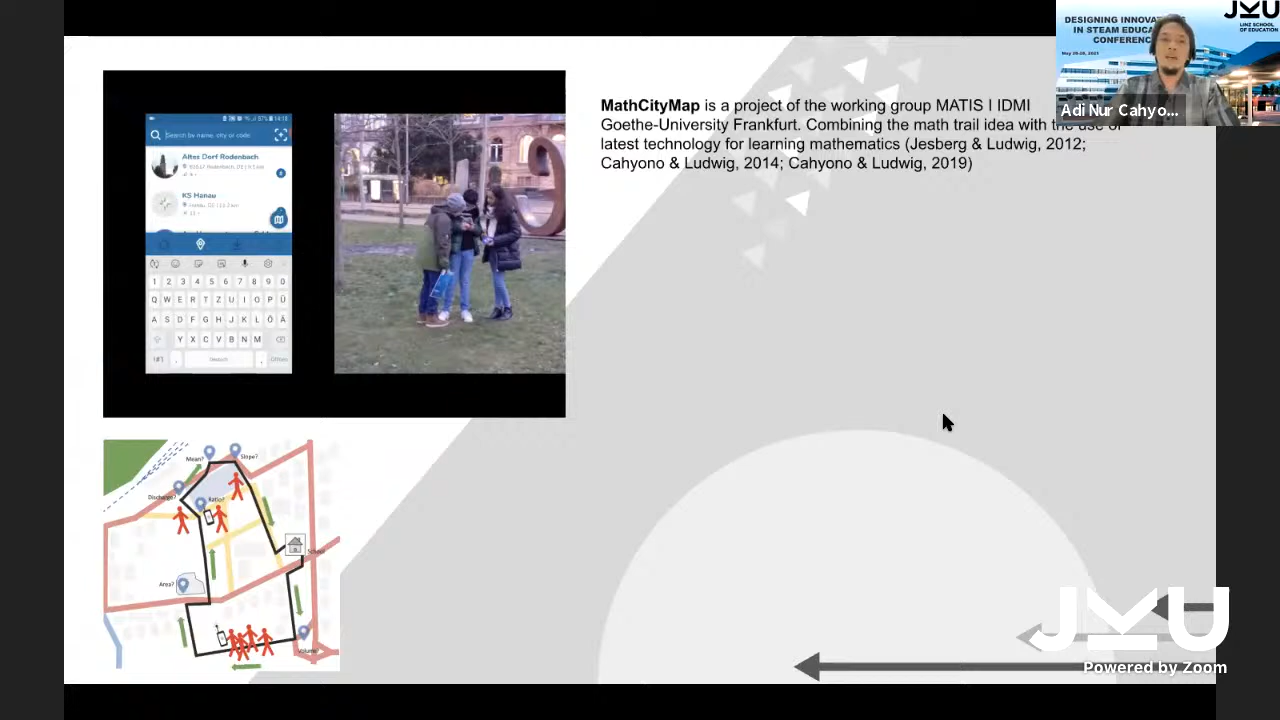 MathCityMap is a project of the working group MATIS I IDMI
Goethe-University Frankfurt. Combining the math trail idea with the use of
latest technology for learning mathematics (Jesberg & Ludwig, 2012;
Cahyono & Ludwig, 2014; Cahyono & Ludwig, 2019)
DESIGNING INNOVA
IN STEAM EDUCA
CONFERENC
JKU
LINZ SCHOOL
OF EDUCATION
Adi Nur Cahyo...
Search by name, city or code
Altes Dorf Rodenbach
KS Hanau
1 2 3 4 5 6 7 8 9 0
Q W E R T Z U I O P Ü
A S D F G H J K L Ö Ä
Y X C V B N M
!#1 , Search .
Mean?
Slope?
Discharge?
Ratio?
School
Area?
Volume?
JKU
Powered by Zoom